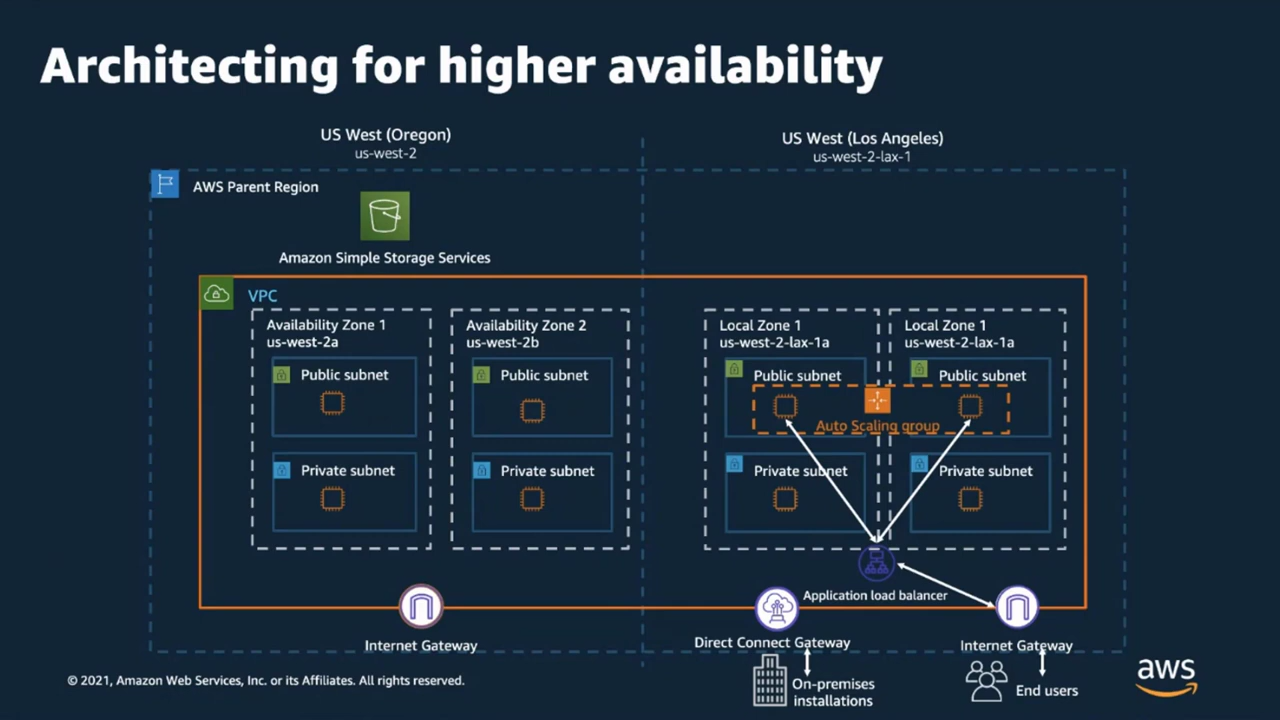 Architecting for higher availability
US West (Oregon)
us-west-2
US West (Los Angeles)
us-west-2-lax-1
AWS Parent Region
Amazon Simple Storage Services
VPC
Availability Zone 1
us-west-2a
Public subnet
Private subnet
Availability Zone 2
us-west-2b
Public subnet
Private subnet
Local Zone 1
us-west-2-lax-1a
Public subnet
Private subnet
Local Zone 1
us-west-2-lax-1a
Public subnet
Private subnet
Auto Scaling group
Application load balancer
Internet Gateway
Direct Connect Gateway
Internet Gateway
On-premises
installations
End users
© 2021, Amazon Web Services, Inc. or its Affiliates. All rights reserved.
aws